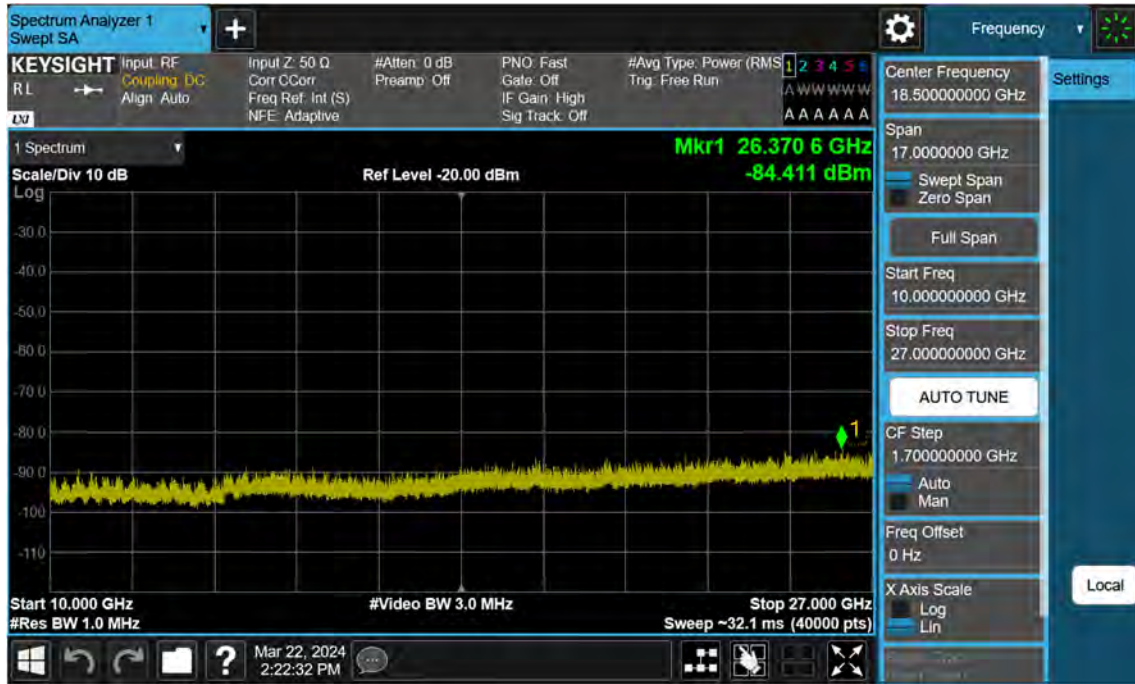 Spectrum Analyzer 1
Swept SA
Frequency
KEYSIGHT
RL
LXI
Input: RF
Coupling: DC
Align: Auto
Input Z: 50 Ω
Corr CCorr
Freq Ref: Int (S)
NFE: Adaptive
#Atten: 0 dB
Preamp: Off
PNO: Fast
Gate: Off
IF Gain: High
Sig Track: Off
#Avg Type: Power (RMS
Trig: Free Run
1 2 3 4 5 6
A W W W W W
A A A A A A
1 Spectrum
Mkr1 26.370 6 GHz
-84.411 dBm
Scale/Div 10 dB
Ref Level -20.00 dBm
Log
-30.0
-40.0
-50.0
-60.0
-70.0
-80.0
-90.0
-100
-110
1
Start 10.000 GHz
#Video BW 3.0 MHz
Stop 27.000 GHz
#Res BW 1.0 MHz
Sweep ~32.1 ms (40000 pts)
Center Frequency
18.500000000 GHz
Span
17.0000000 GHz
Swept Span
Zero Span
Full Span
Start Freq
10.000000000 GHz
Stop Freq
27.000000000 GHz
AUTO TUNE
CF Step
1.700000000 GHz
Auto
Man
Freq Offset
0 Hz
X Axis Scale
Log
Lin
Settings
Local
Mar 22, 2024
2:22:32 PM
?